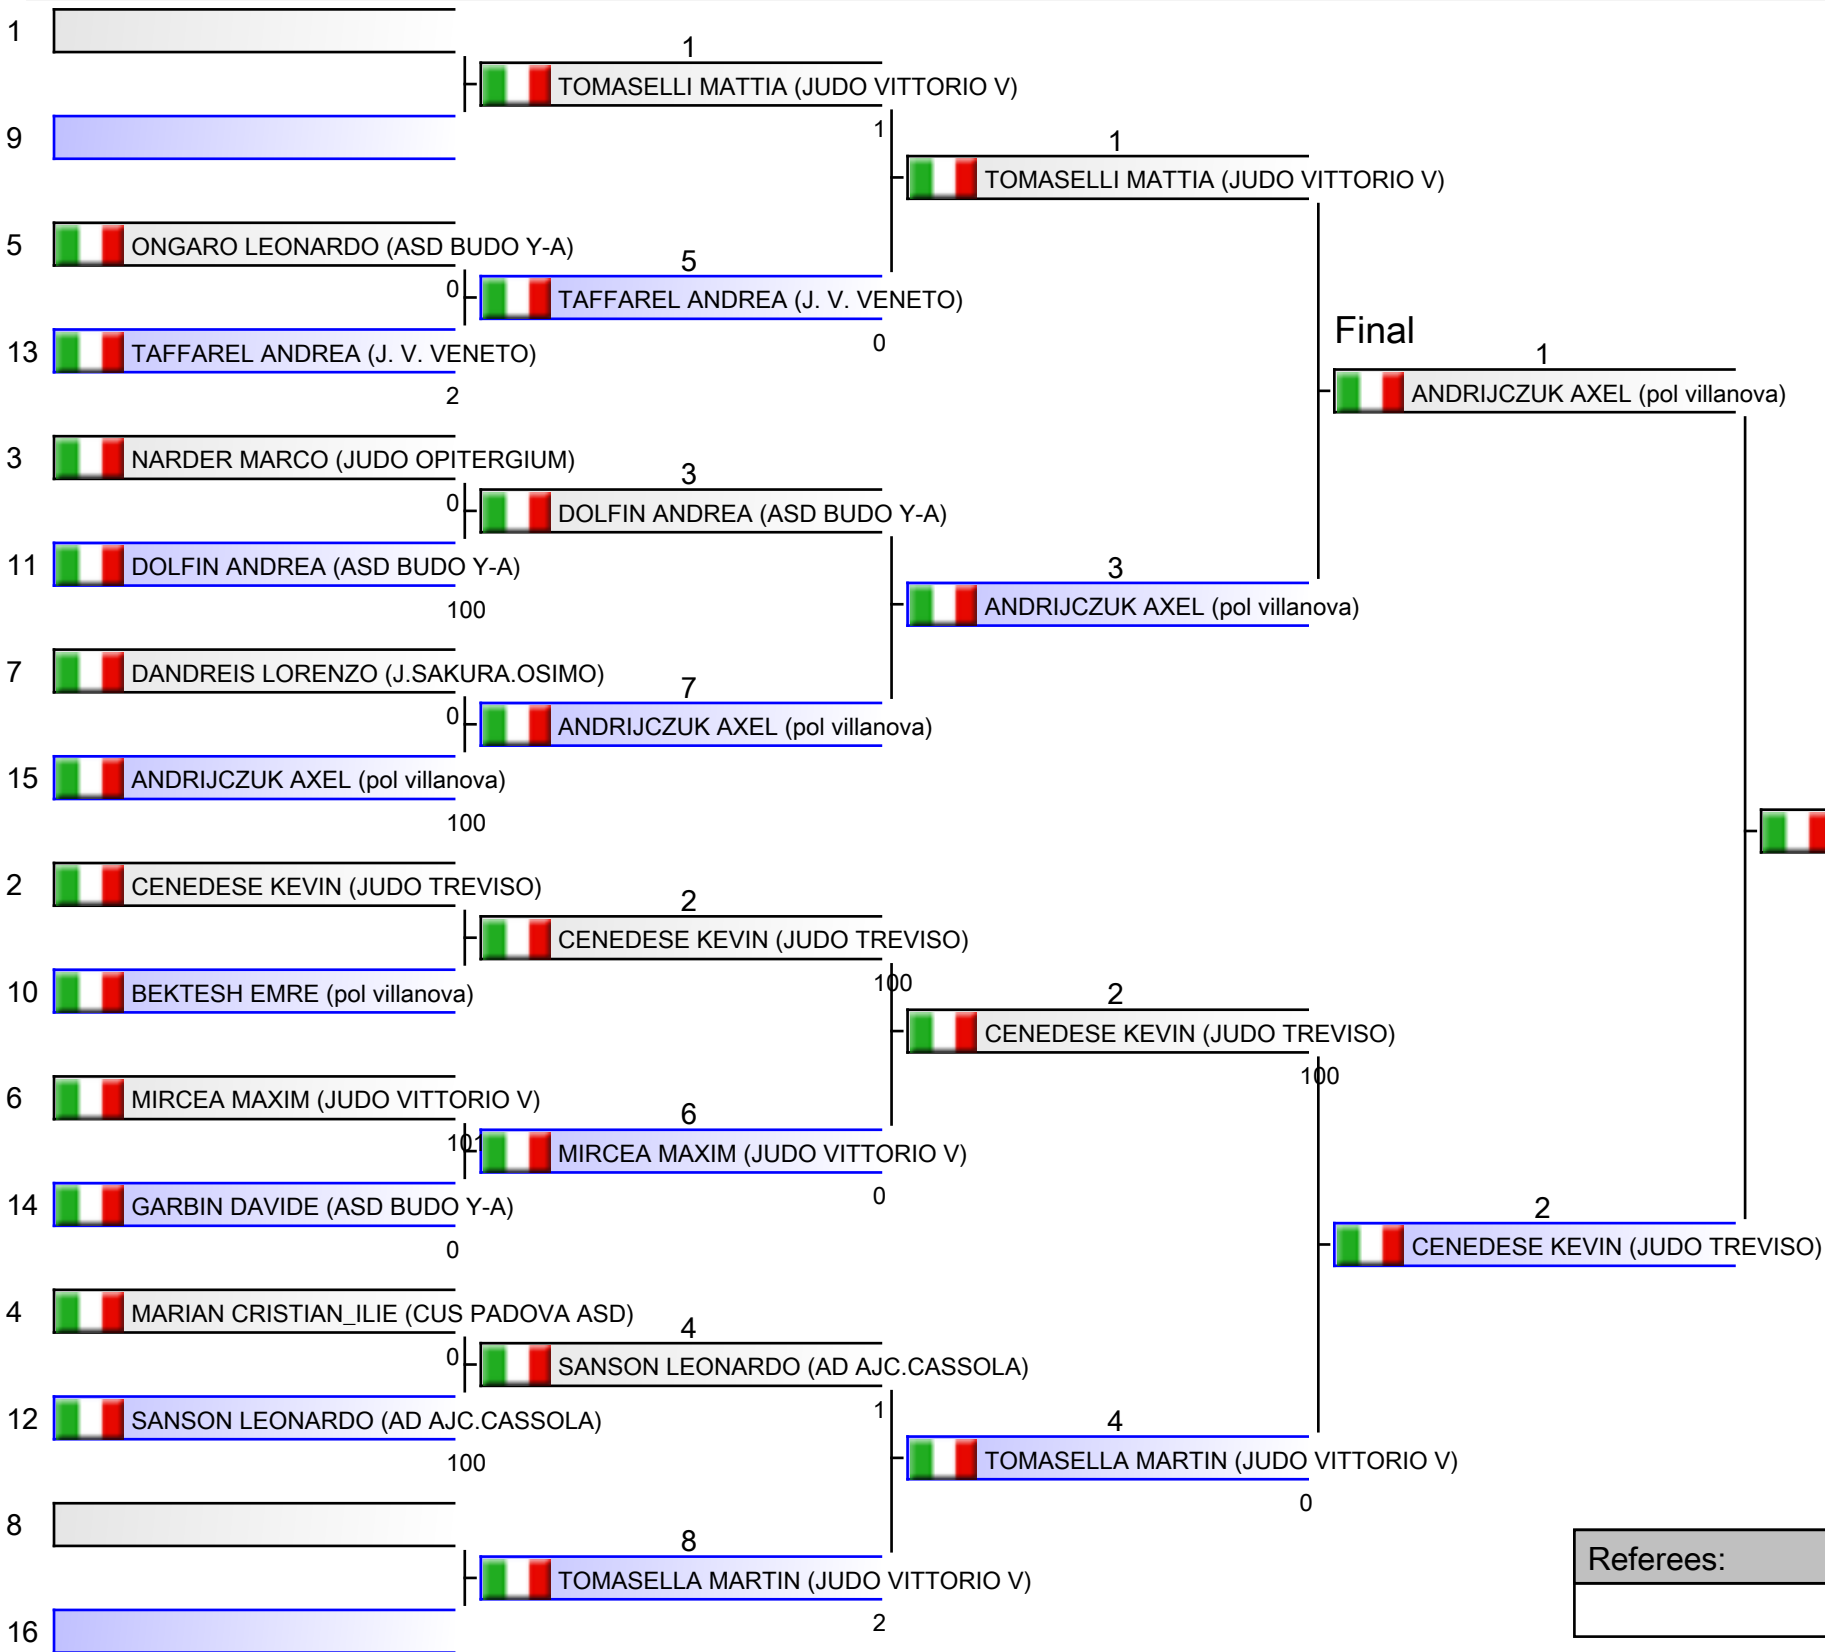 1
1
TOMASELLI MATTIA (JUDO VITTORIO V)
1
9
1
TOMASELLI MATTIA (JUDO VITTORIO V)
5
ONGARO LEONARDO (ASD BUDO Y-A)
5
0
TAFFAREL ANDREA (J. V. VENETO)
0
13
TAFFAREL ANDREA (J. V. VENETO)
2
Final
1
ANDRIJCZUK AXEL (pol villanova)
3
NARDER MARCO (JUDO OPITERGIUM)
3
0
DOLFIN ANDREA (ASD BUDO Y-A)
11
DOLFIN ANDREA (ASD BUDO Y-A)
100
3
ANDRIJCZUK AXEL (pol villanova)
7
DANDREIS LORENZO (J.SAKURA.OSIMO)
7
0
ANDRIJCZUK AXEL (pol villanova)
15
ANDRIJCZUK AXEL (pol villanova)
100
2
CENEDESE KEVIN (JUDO TREVISO)
2
CENEDESE KEVIN (JUDO TREVISO)
100
10
BEKTESH EMRE (pol villanova)
2
CENEDESE KEVIN (JUDO TREVISO)
100
6
MIRCEA MAXIM (JUDO VITTORIO V)
6
MIRCEA MAXIM (JUDO VITTORIO V)
0
14
GARBIN DAVIDE (ASD BUDO Y-A)
0
2
CENEDESE KEVIN (JUDO TREVISO)
4
MARIAN CRISTIAN_ILIE (CUS PADOVA ASD)
4
0
SANSON LEONARDO (AD AJC.CASSOLA)
1
12
SANSON LEONARDO (AD AJC.CASSOLA)
100
4
TOMASELLA MARTIN (JUDO VITTORIO V)
0
8
8
TOMASELLA MARTIN (JUDO VITTORIO V)
2
16
Referees: